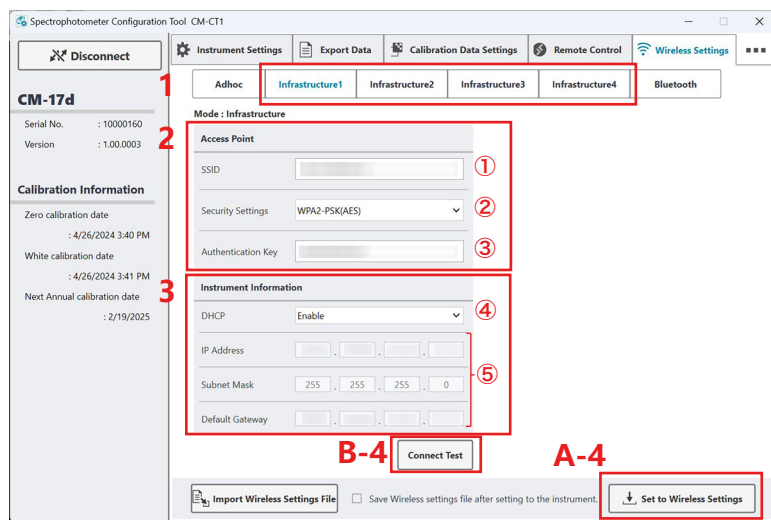 Spectrophotometer Configuration Tool CM-CT1
Disconnect
Instrument Settings
Export Data
Calibration Data Settings
Remote Control
Wireless Settings
1
Adhoc
Infrastructure1
Infrastructure2
Infrastructure3
Infrastructure4
Bluetooth
CM-17d
Serial No. : 10000160
Version : 1.00.0003
Calibration Information
Zero calibration date
: 4/26/2024 3:40 PM
White calibration date
: 4/26/2024 3:41 PM
Next Annual calibration date
: 2/19/2025
Mode : Infrastructure
2
Access Point
SSID ①
Security Settings WPA2-PSK(AES) ②
Authentication Key ③
3
Instrument Information
DHCP Enable ④
IP Address . . .
⑤
Subnet Mask 255 . 255 . 255 . 0
Default Gateway . . .
B-4
Connect Test
A-4
Import Wireless Settings File
Save Wireless settings file after setting to the instrument.
Set to Wireless Settings